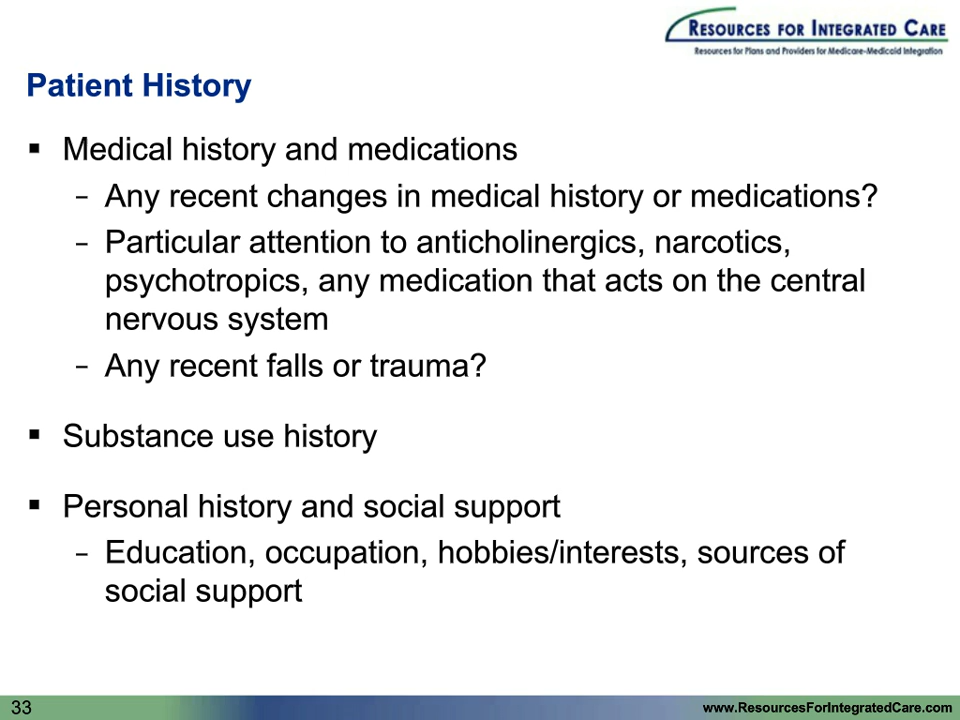 RESOURCES FOR INTEGRATED CARE
Resources for Plans and Providers for Medicare-Medicaid Integration
Patient History
▪ Medical history and medications
– Any recent changes in medical history or medications?
– Particular attention to anticholinergics, narcotics,
psychotropics, any medication that acts on the central
nervous system
– Any recent falls or trauma?
▪ Substance use history
▪ Personal history and social support
– Education, occupation, hobbies/interests, sources of
social support
33
www.ResourcesForIntegratedCare.com